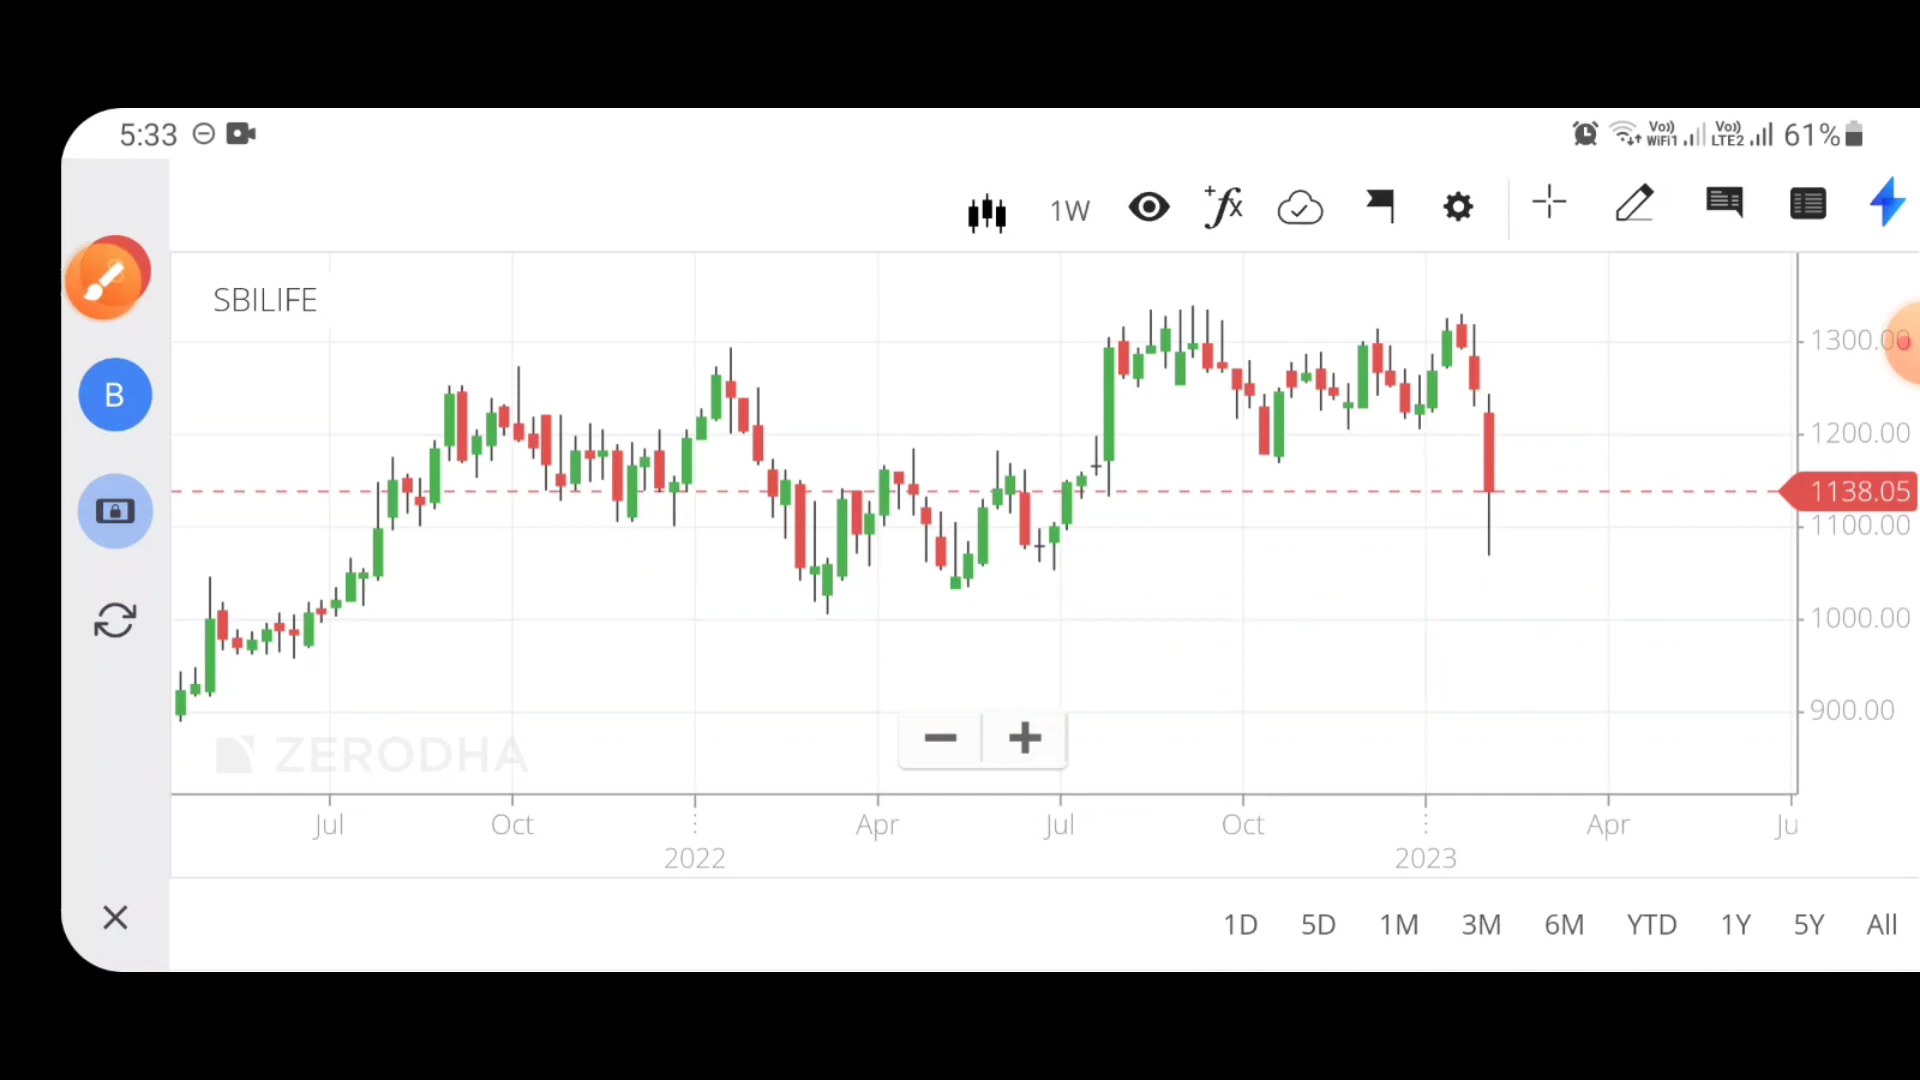 5:33 Vo)) WiFi1 Vo)) LTE2 61%
1W
SBILIFE
B
1300.00
1200.00
1138.05
1100.00
1000.00
900.00
ZERODHA
Jul Oct Apr Jul Oct Apr Ju
2022 2023
1D 5D 1M 3M 6M YTD 1Y 5Y All